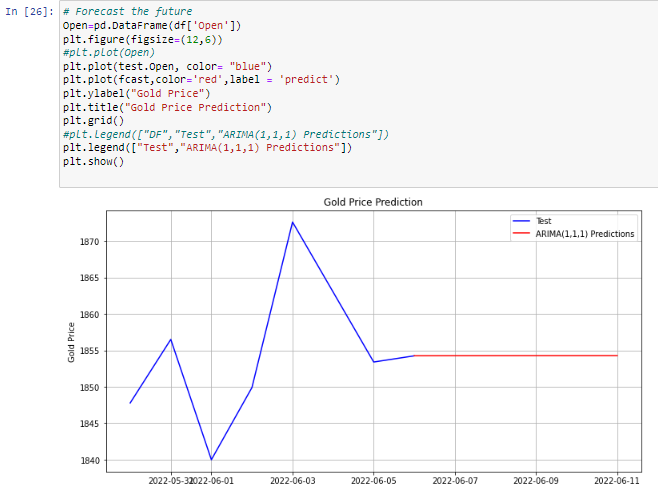 In [26]: # Forecast the future
Open=pd.DataFrame(df['Open'])
plt.figure(figsize=(12,6))
#plt.plot(Open)
plt.plot(test.Open, color= "blue")
plt.plot(fcast,color='red',label = 'predict')
plt.ylabel("Gold Price")
plt.title("Gold Price Prediction")
plt.grid()
#plt.legend(["DF","Test","ARIMA(1,1,1) Predictions"])
plt.legend(["Test","ARIMA(1,1,1) Predictions"])
plt.show()
Gold Price Prediction
Test
ARIMA(1,1,1) Predictions
Gold Price
1870
1865
1860
1855
1850
1845
1840
2022-05-31 2022-06-01 2022-06-03 2022-06-05 2022-06-07 2022-06-09 2022-06-11